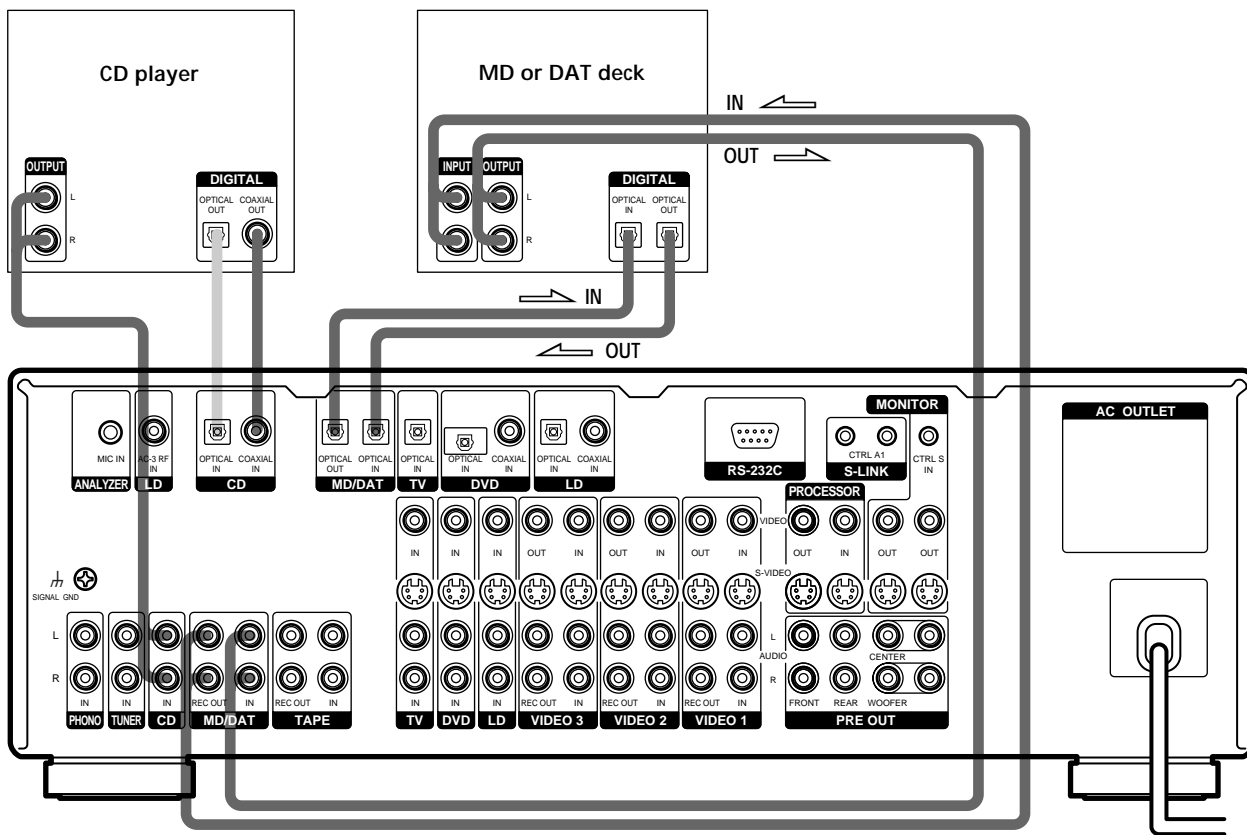 CD player
MD or DAT deck
IN
OUT
OUTPUT
L
R
DIGITAL
OPTICAL OUT
COAXIAL OUT
INPUT
OUTPUT
L
R
DIGITAL
OPTICAL IN
OPTICAL OUT
IN
OUT
MONITOR
AC OUTLET
MIC IN
ANALYZER
AC-3 RF IN
LD
OPTICAL IN
COAXIAL IN
CD
OPTICAL OUT
OPTICAL IN
MD/DAT
OPTICAL IN
TV
OPTICAL IN
COAXIAL IN
DVD
OPTICAL IN
COAXIAL IN
LD
RS-232C
CTRL A1
S-LINK
CTRL S IN
PROCESSOR
VIDEO
IN IN IN OUT IN OUT IN OUT IN OUT IN OUT OUT
S-VIDEO
SIGNAL GND
L
R
L
AUDIO
R
CENTER
IN IN IN REC OUT IN REC OUT IN
IN IN IN REC OUT IN REC OUT IN REC OUT IN
FRONT REAR WOOFER
PHONO TUNER CD MD/DAT TAPE
TV DVD LD VIDEO 3 VIDEO 2 VIDEO 1
PRE OUT